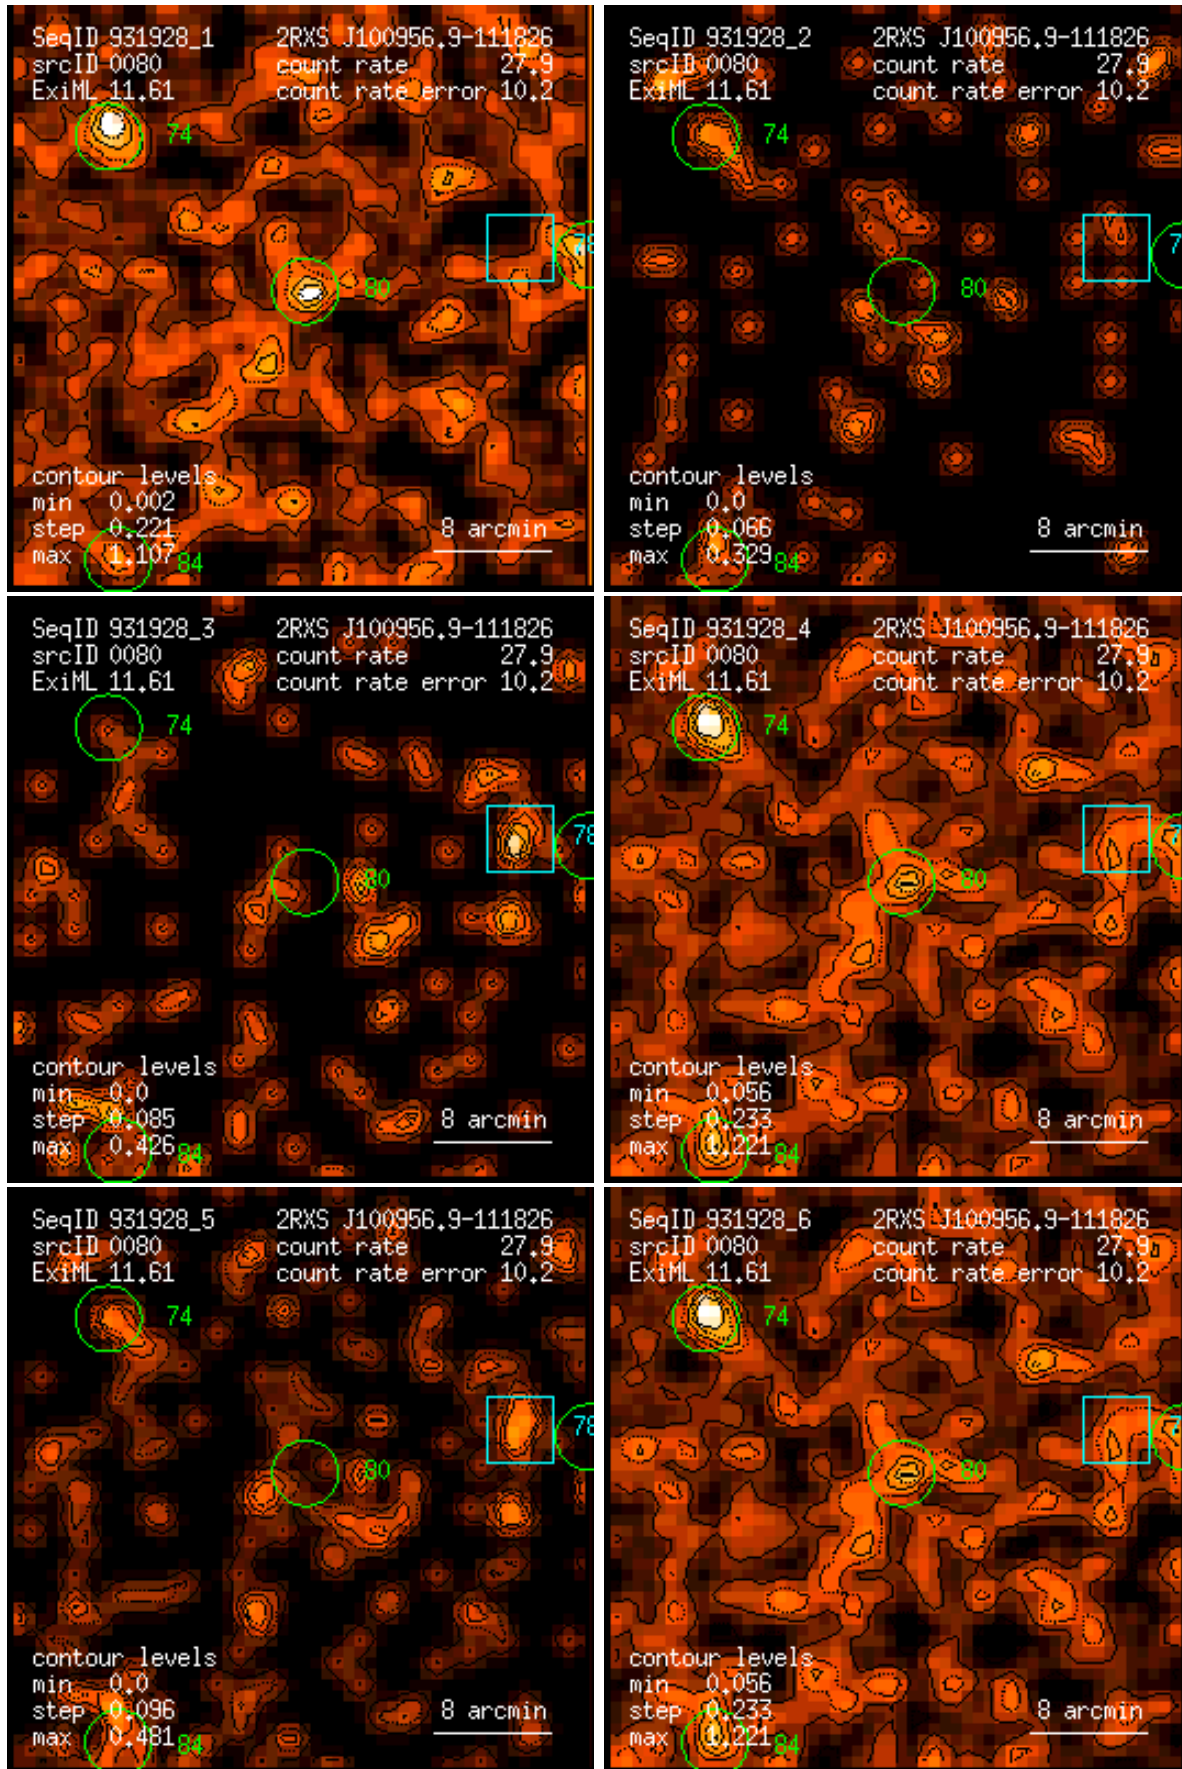 SeqID 931928_1 2RXS J100956.9-111826
srcID 0080 count rate 27.9
ExiML 11.61 count rate error 10.2
74
78
80
contour levels
min 0.002
step 0.221 8 arcmin
max 1.107 84
SeqID 931928_2 2RXS J100956.9-111826
srcID 0080 count rate 27.9
ExiML 11.61 count rate error 10.2
74
7
80
contour levels
min 0.0
step 0.066 8 arcmin
max 0.329 84
SeqID 931928_3 2RXS J100956.9-111826
srcID 0080 count rate 27.9
ExiML 11.61 count rate error 10.2
74
78
80
contour levels
min 0.0
step 0.085 8 arcmin
max 0.426 84
SeqID 931928_4 2RXS J100956.9-111826
srcID 0080 count rate 27.9
ExiML 11.61 count rate error 10.2
74
7
80
contour levels
min 0.056
step 0.233 8 arcmin
max 1.221 84
SeqID 931928_5 2RXS J100956.9-111826
srcID 0080 count rate 27.9
ExiML 11.61 count rate error 10.2
74
78
80
contour levels
min 0.0
step 0.096 8 arcmin
max 0.481 84
SeqID 931928_6 2RXS J100956.9-111826
srcID 0080 count rate 27.9
ExiML 11.61 count rate error 10.2
74
7
80
contour levels
min 0.056
step 0.233 8 arcmin
max 1.221 84